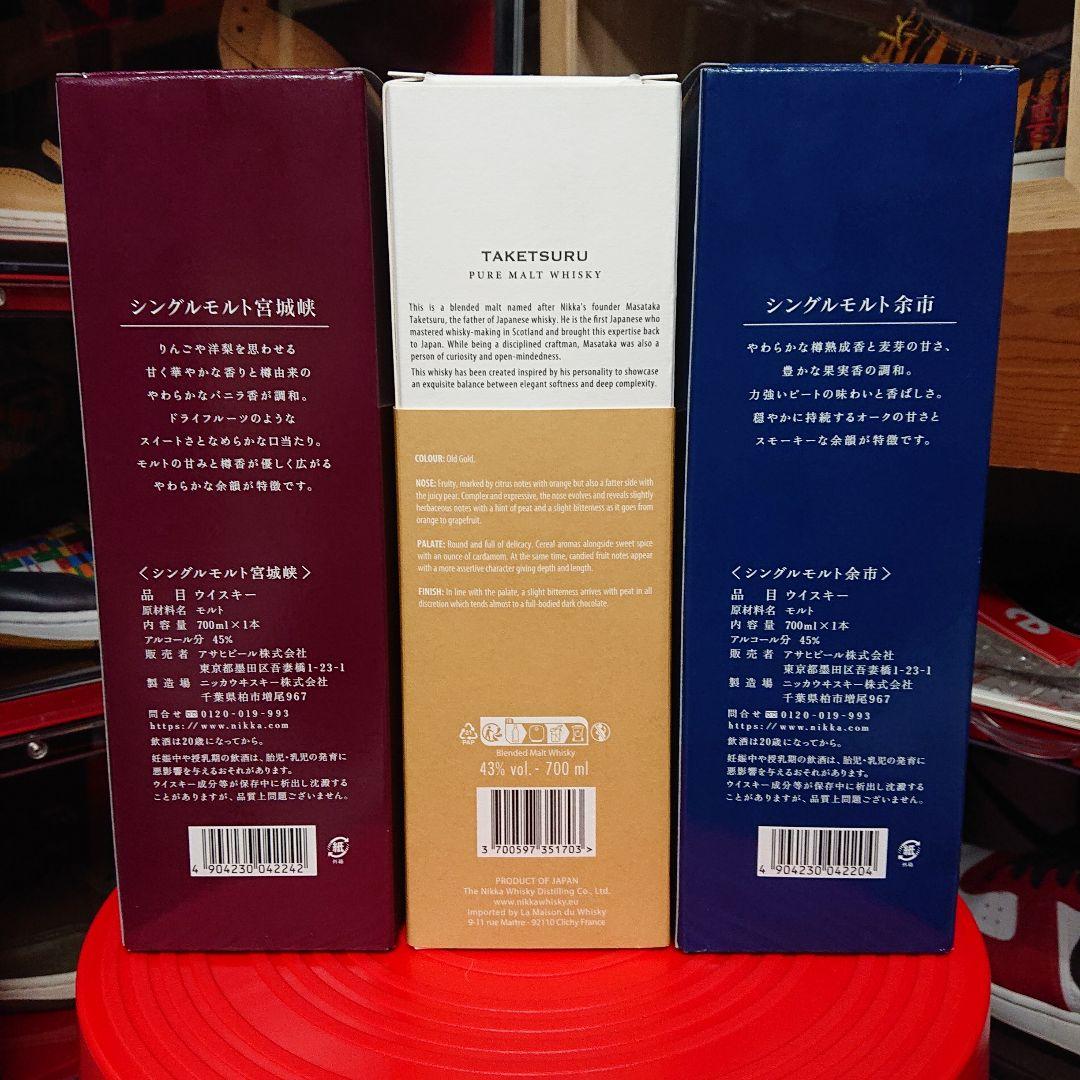 シングルモルト宮城峡
りんごや洋梨を思わせる
甘く華やかな香りと樽由来の
やわらかなバニラ香が調和。
ドライフルーツのような
スイートさとなめらかな口当たり。
モルトの甘みと樽香が優しく広がる
やわらかな余韻が特徴です。
〈シングルモルト宮城峡〉
品 目 ウイスキー
原材料名 モルト
内 容 量 700ml×1本
アルコール分 45%
販 売 者 アサヒビール株式会社
東京都墨田区吾妻橋1-23-1
製 造 場 ニッカウヰスキー株式会社
千葉県柏市増尾967
問合せ 0120-019-993
https://www.nikka.com
飲酒は20歳になってから。
妊娠中や授乳期の飲酒は、胎児・乳児の発育に
悪影響を与えるおそれがあります。
ウイスキー成分等が保存中に析出し沈澱する
ことがありますが、品質上問題ございません。
4 904230 042242
紙
外箱
TAKETSURU
PURE MALT WHISKY
This is a blended malt named after Nikka's founder Masataka
Taketsuru, the father of Japanese whisky. He is the first Japanese who
mastered whisky-making in Scotland and brought this expertise back
to Japan. While being a disciplined craftman, Masataka was also a
person of curiosity and open-mindedness.
This whisky has been created inspired by his personality to showcase
an exquisite balance between elegant softness and deep complexity.
COLOUR: Old Gold.
NOSE: Fruity, marked by citrus notes with orange but also a fatter side with
the juicy pear. Complex and expressive, the nose evolves and reveals slightly
herbaceous notes with a hint of peat and a slight bitterness as it goes from
orange to grapefruit.
PALATE: Round and full of delicacy. Cereal aromas alongside sweet spice
with an ounce of cardamom. At the same time, candied fruit notes appear
with a more assertive character giving depth and length.
FINISH: In line with the palate, a slight bitterness arrives with peat in all
discretion which tends almost to a full-bodied dark chocolate.
PAP
Blended Malt Whisky
43% vol. - 700 ml
3 700597 351703 >
PRODUCT OF JAPAN
The Nikka Whisky Distilling Co., Ltd.
www.nikkawhisky.eu
Imported by La Maison du Whisky
9-11 rue Martre - 92110 Clichy France
シングルモルト余市
やわらかな樽熟成香と麦芽の甘さ、
豊かな果実香の調和。
力強いピートの味わいと香ばしさ。
穏やかに持続するオークの甘さと
スモーキーな余韻が特徴です。
〈シングルモルト余市〉
品 目 ウイスキー
原材料名 モルト
内 容 量 700ml×1本
アルコール分 45%
販 売 者 アサヒビール株式会社
東京都墨田区吾妻橋1-23-1
製 造 場 ニッカウヰスキー株式会社
千葉県柏市増尾967
問合せ 0120-019-993
https://www.nikka.com
飲酒は20歳になってから。
妊娠中や授乳期の飲酒は、胎児・乳児の発育に
悪影響を与えるおそれがあります。
ウイスキー成分等が保存中に析出し沈澱する
ことがありますが、品質上問題ございません。
4 904230 042204
紙
外箱